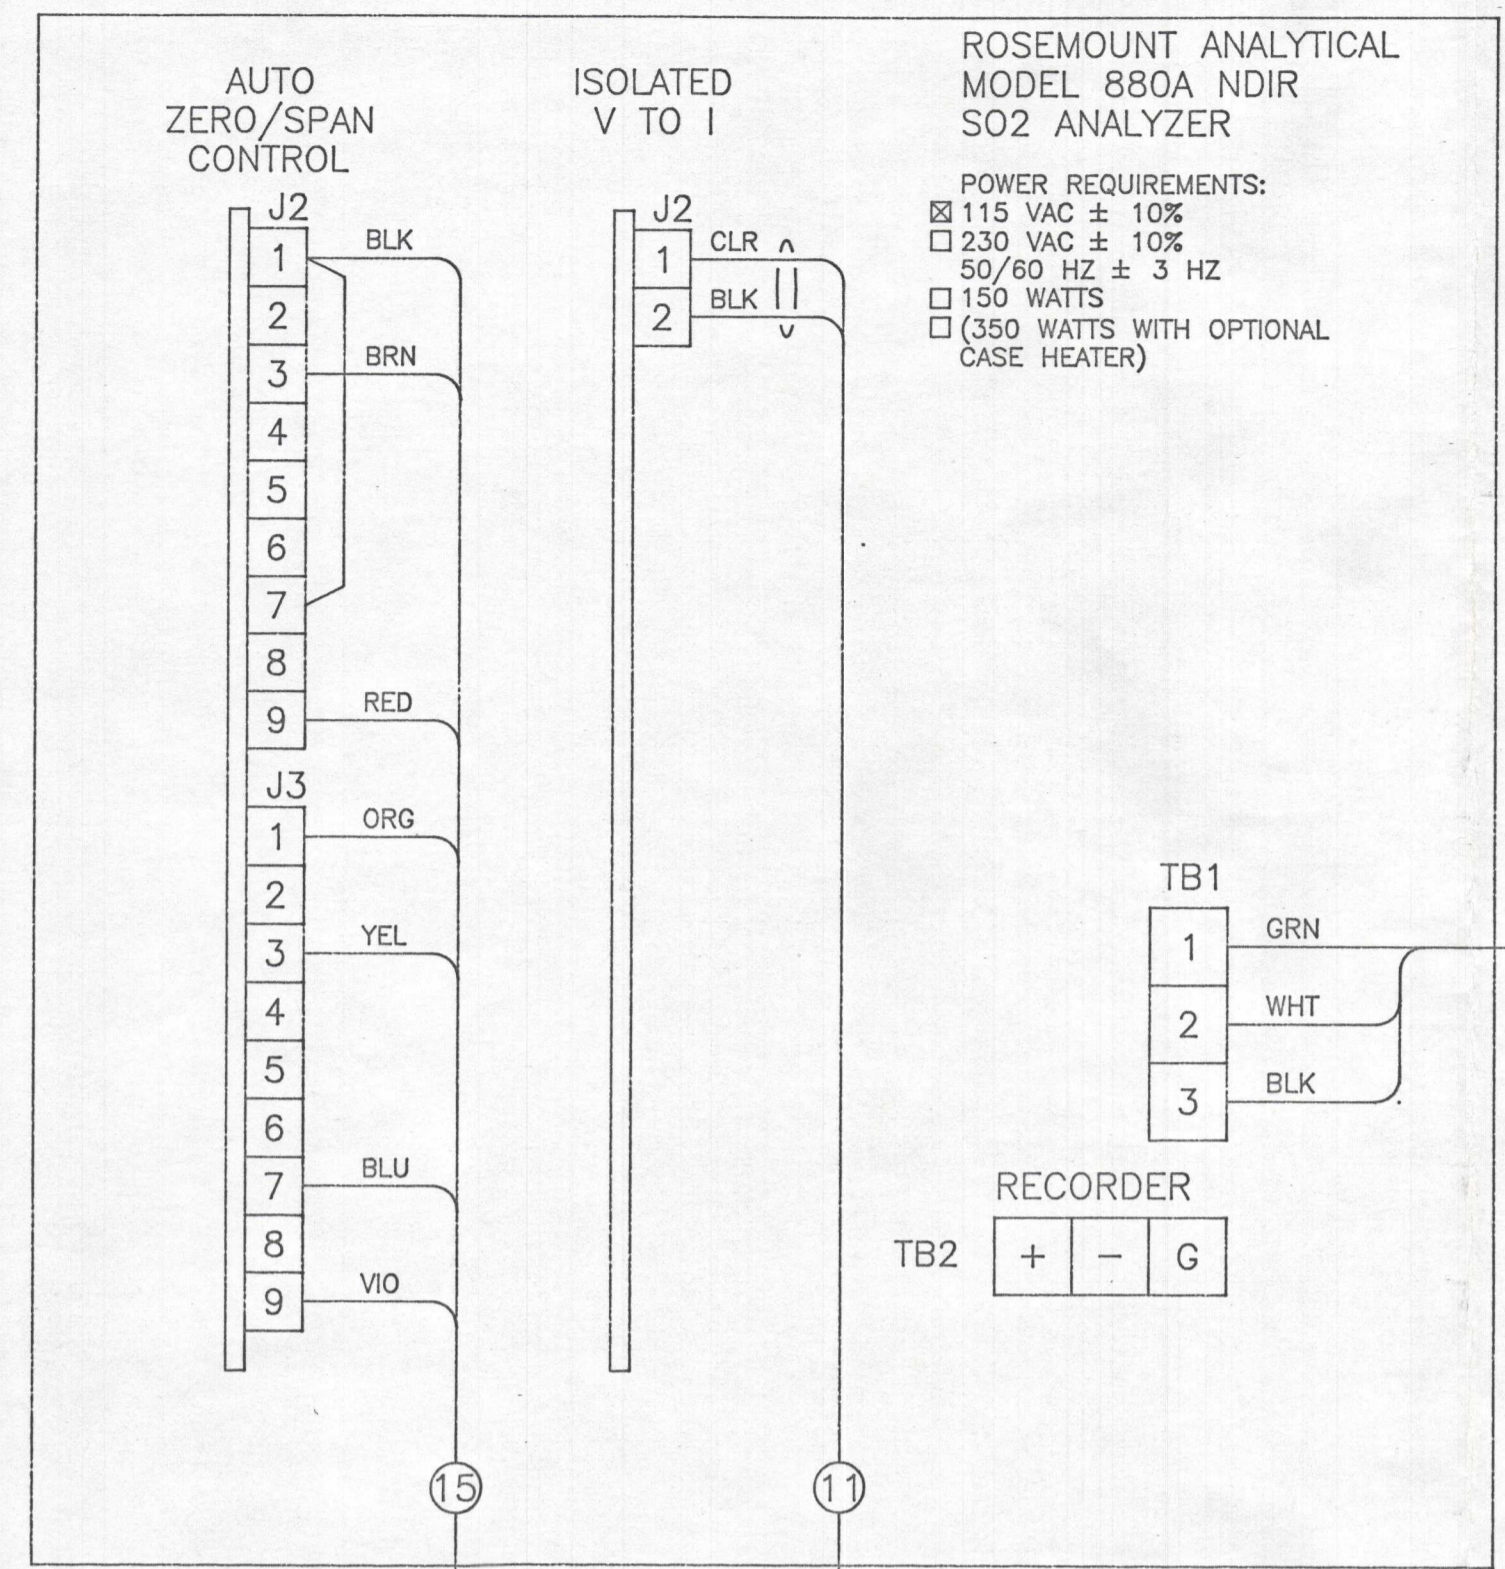 AUTO
ZERO/SPAN
CONTROL
J2
1 BLK
2
3 BRN
4
5
6
7
8
9 RED
J3
1 ORG
2
3 YEL
4
5
6
7 BLU
8
9 VIO
15
ISOLATED
V TO I
J2
1 CLR
2 BLK
11
ROSEMOUNT ANALYTICAL
MODEL 880A NDIR
SO2 ANALYZER
POWER REQUIREMENTS:
☒ 115 VAC ± 10%
☐ 230 VAC ± 10%
50/60 HZ ± 3 HZ
☐ 150 WATTS
☐ (350 WATTS WITH OPTIONAL
CASE HEATER)
TB1
1 GRN
2 WHT
3 BLK
RECORDER
TB2 + − G